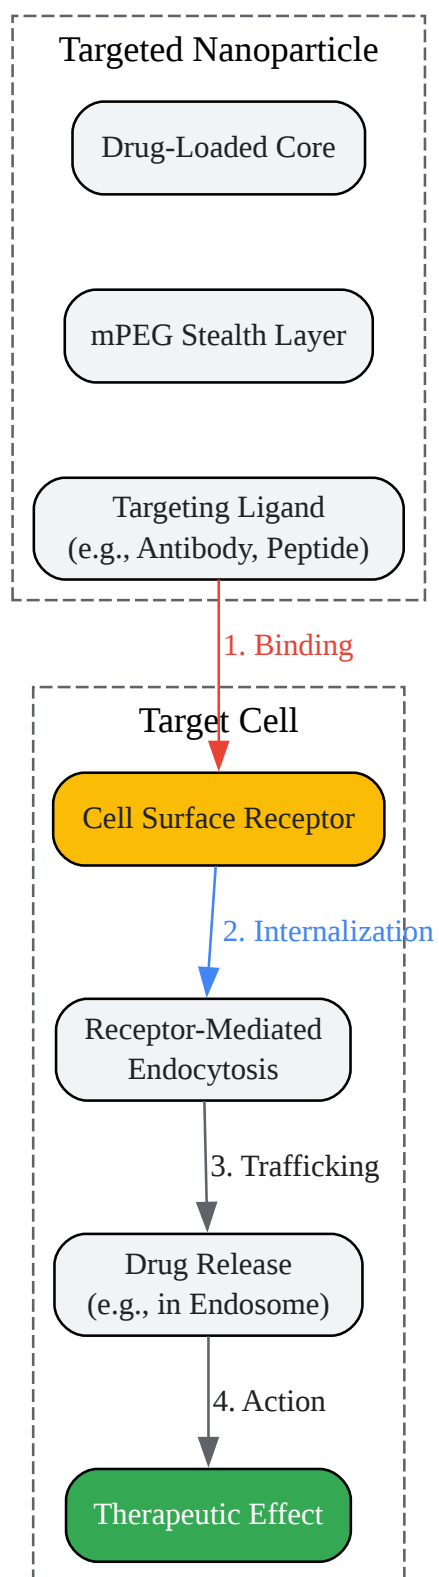 Targeted Nanoparticle
Drug-Loaded Core
mPEG Stealth Layer
Targeting Ligand
(e.g., Antibody, Peptide)
1. Binding
Target Cell
Cell Surface Receptor
2. Internalization
Receptor-Mediated
Endocytosis
3. Trafficking
Drug Release
(e.g., in Endosome)
4. Action
Therapeutic Effect